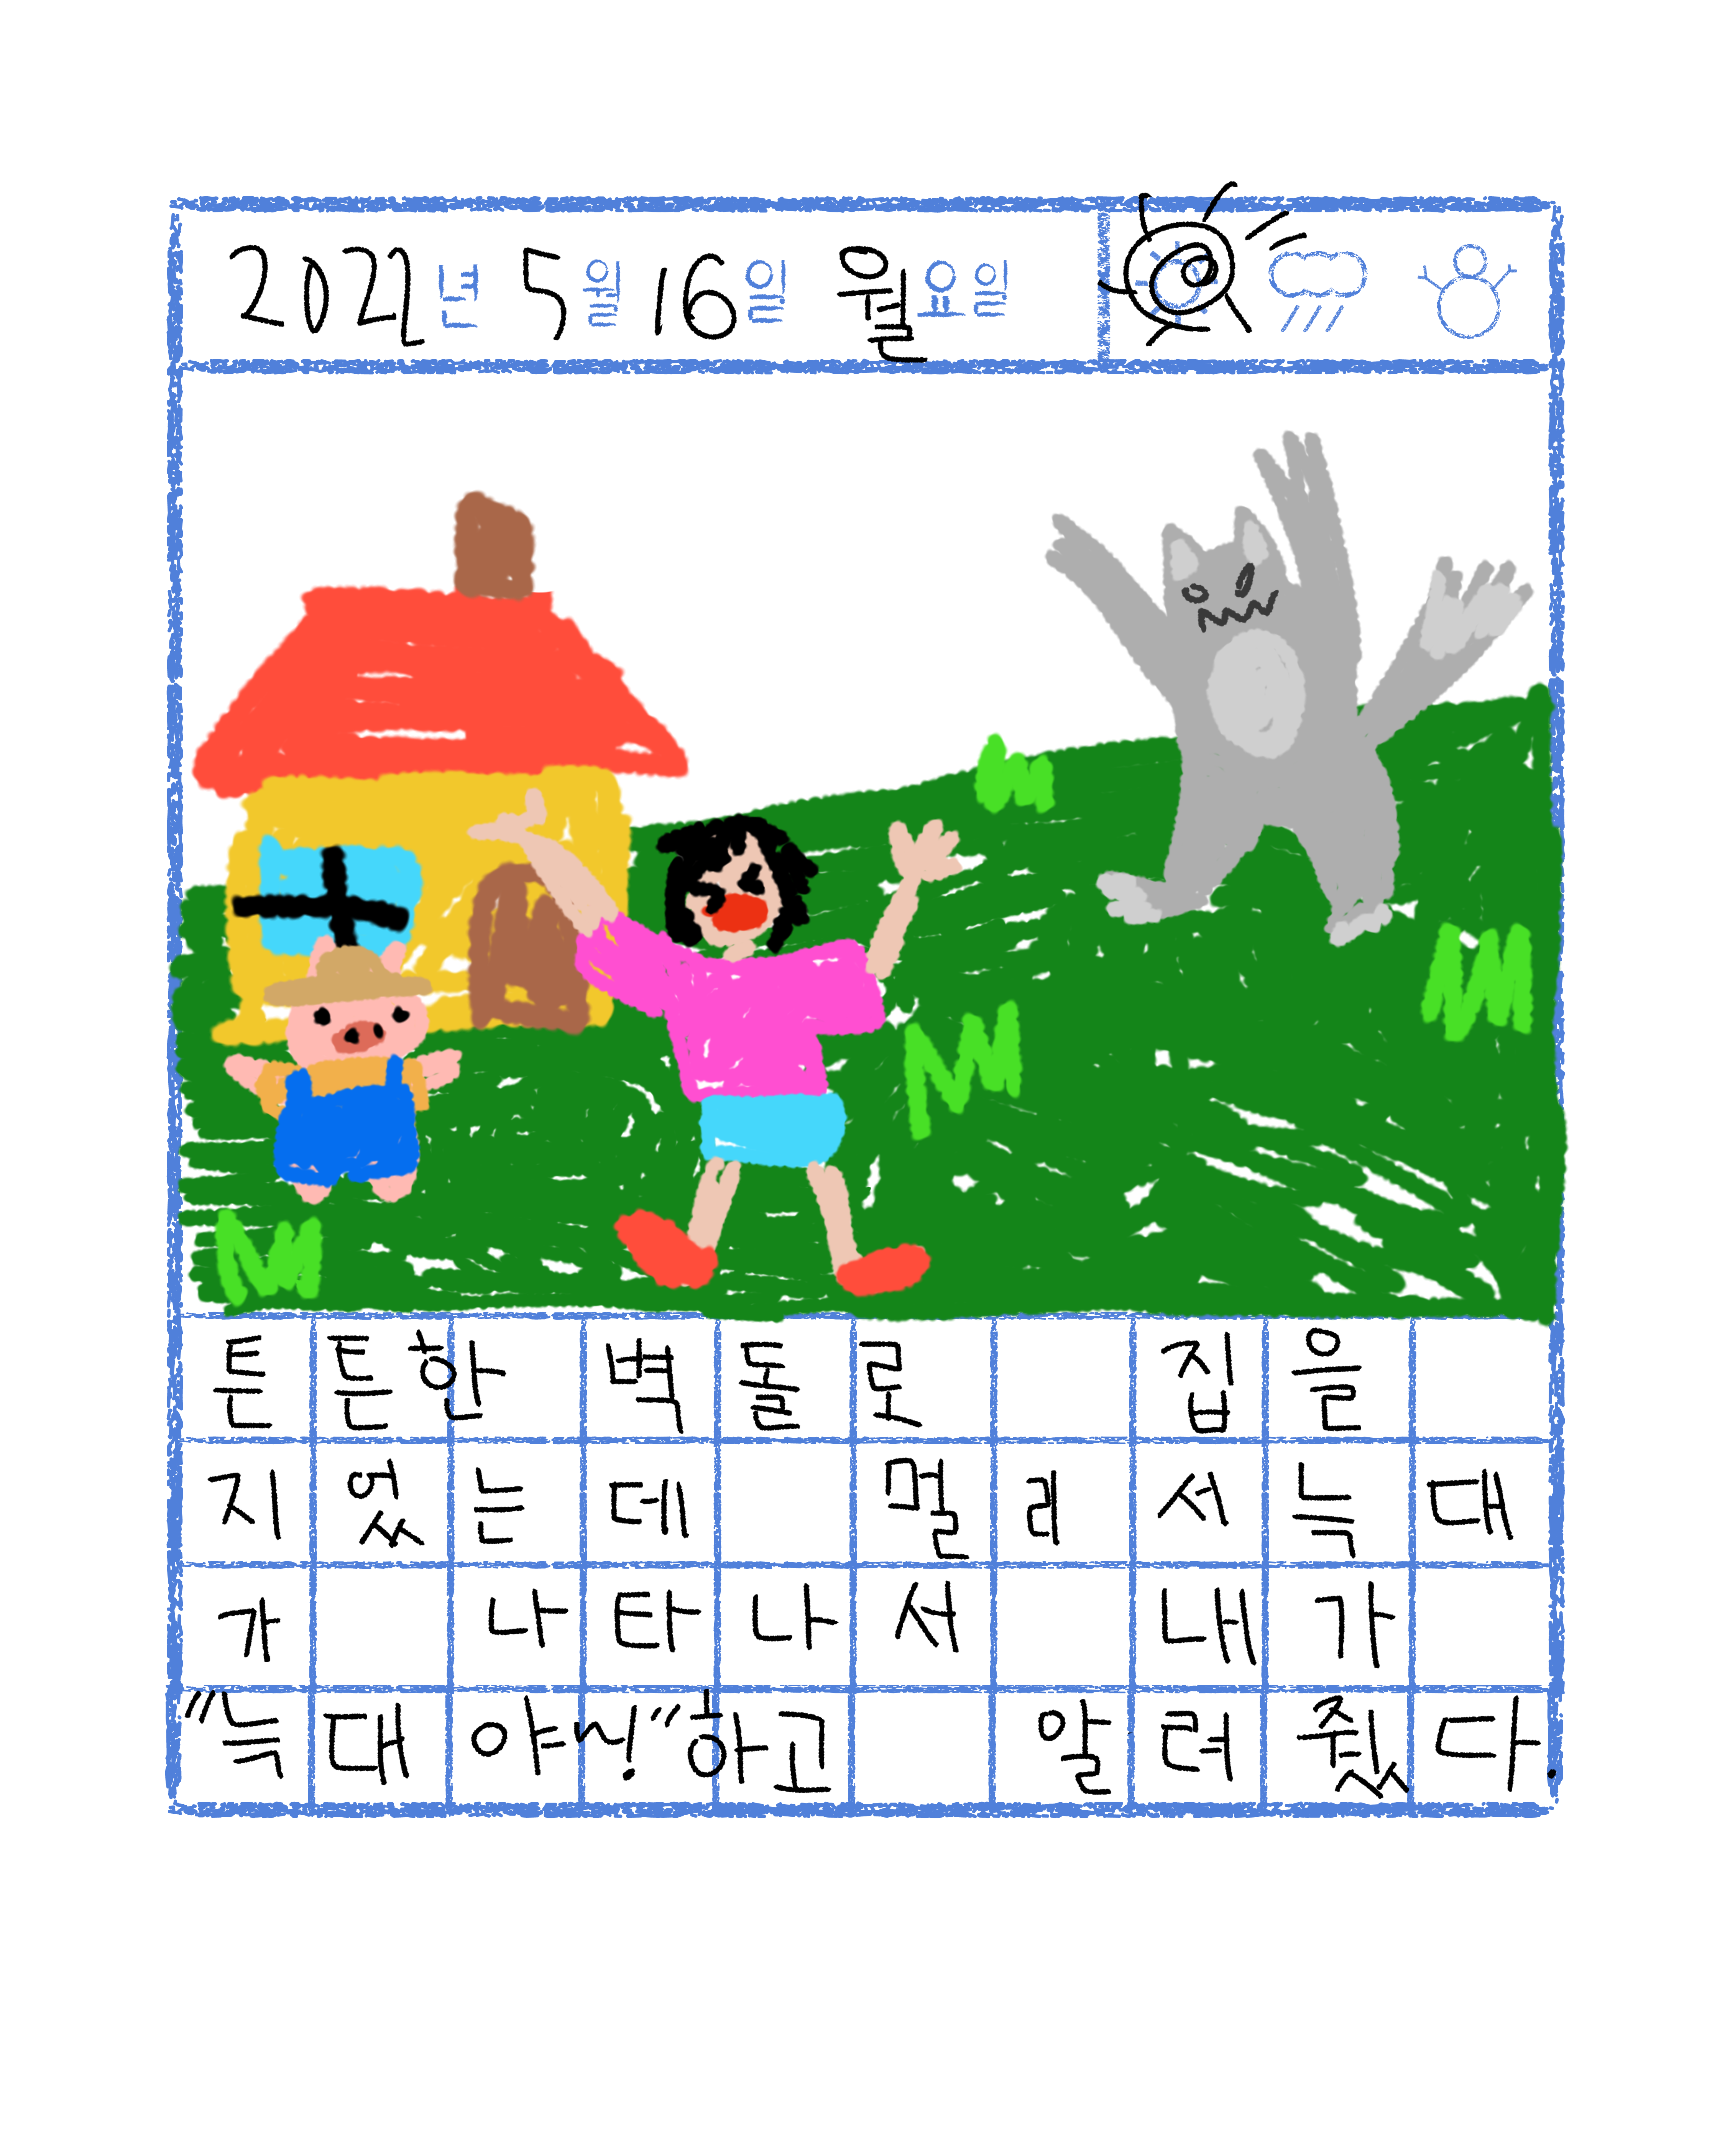 2022년 5월 16일 월요일
튼튼한 벽돌로 집을
지었는데 멀리서늑대
가 나타나서 내가
"늑대야~!"하고 알려줬다.